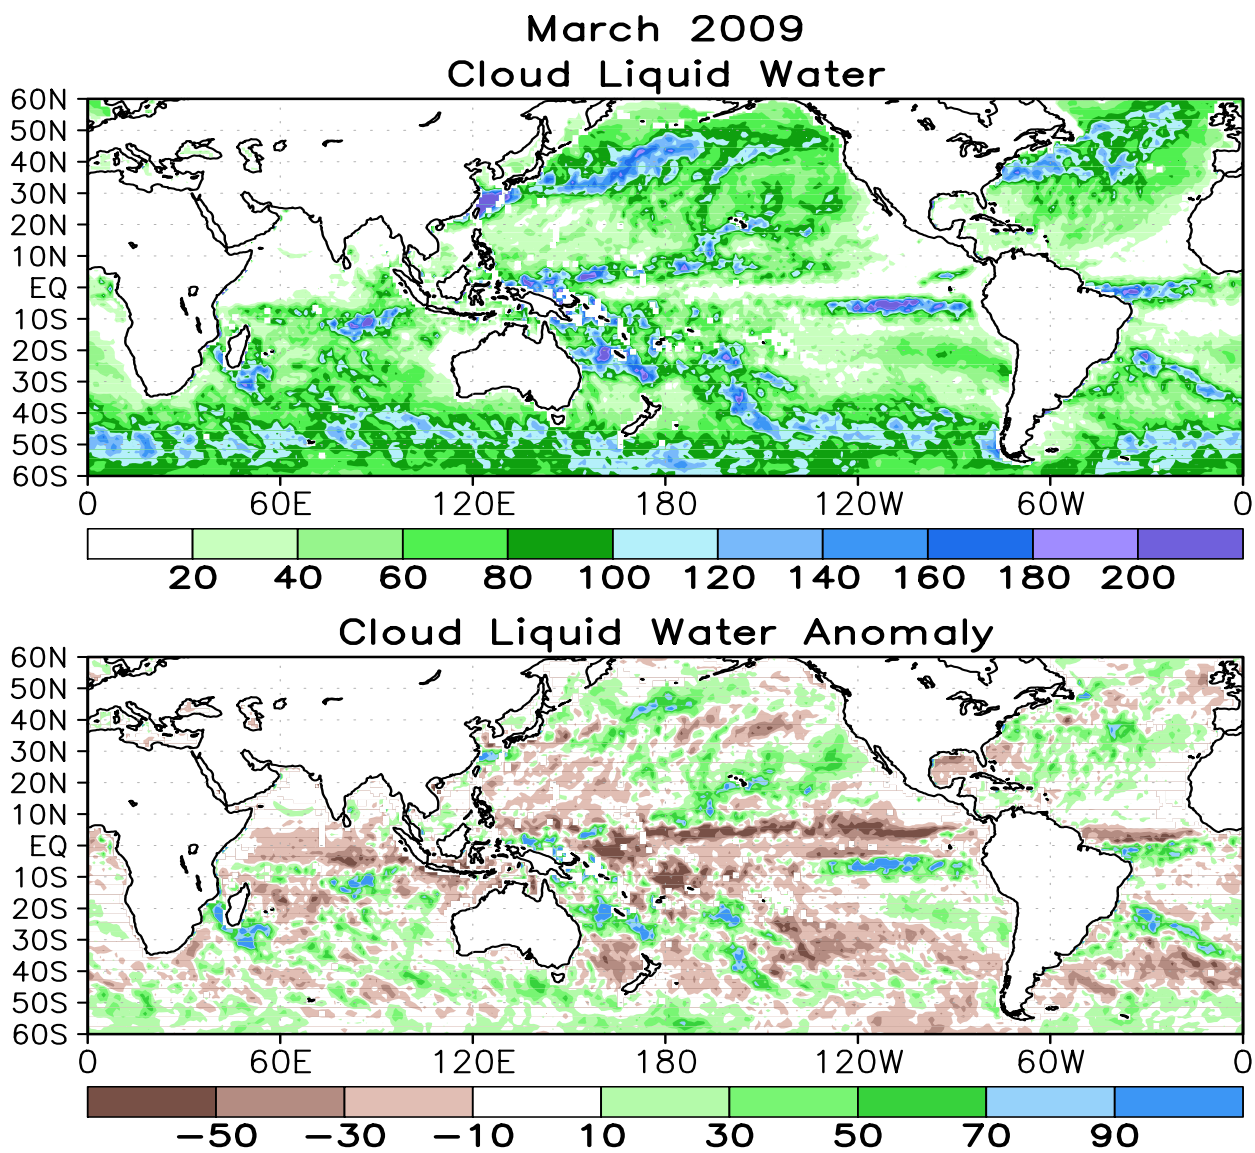 March 2009
Cloud Liquid Water
60N
50N
40N
30N
20N
10N
EQ
10S
20S
30S
40S
50S
60S
0 60E 120E 180 120W 60W 0
20 40 60 80 100 120 140 160 180 200
Cloud Liquid Water Anomaly
60N
50N
40N
30N
20N
10N
EQ
10S
20S
30S
40S
50S
60S
0 60E 120E 180 120W 60W 0
−50 −30 −10 10 30 50 70 90